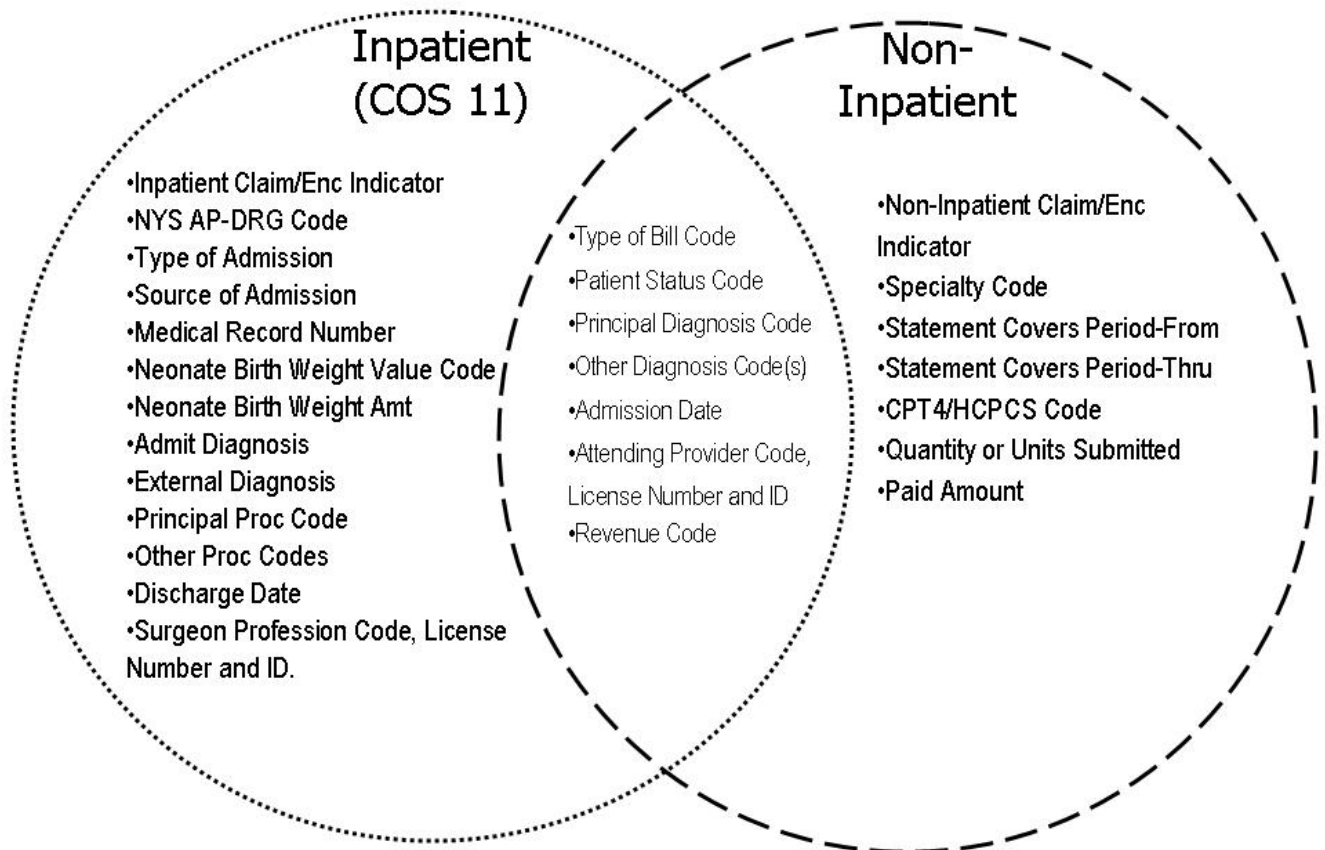 Inpatient
(COS 11)
•Inpatient Claim/Enc Indicator
•NYS AP-DRG Code
•Type of Admission
•Source of Admission
•Medical Record Number
•Neonate Birth Weight Value Code
•Neonate Birth Weight Amt
•Admit Diagnosis
•External Diagnosis
•Principal Proc Code
•Other Proc Codes
•Discharge Date
•Surgeon Profession Code, License
Number and ID.
•Type of Bill Code
•Patient Status Code
•Principal Diagnosis Code
•Other Diagnosis Code(s)
•Admission Date
•Attending Provider Code,
License Number and ID
•Revenue Code
Non-
Inpatient
•Non-Inpatient Claim/Enc
Indicator
•Specialty Code
•Statement Covers Period-From
•Statement Covers Period-Thru
•CPT4/HCPCS Code
•Quantity or Units Submitted
•Paid Amount